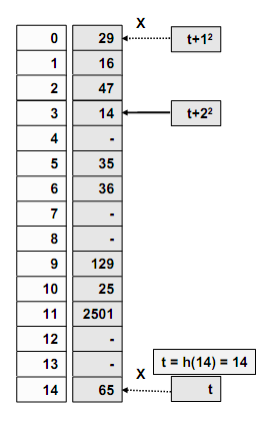 X
0 29 t+1²
1 16
2 47
3 14 t+2²
4 -
5 35
6 36
7 -
8 -
9 129
10 25
11 2501
12 -
13 - t = h(14) = 14
X
14 65 t